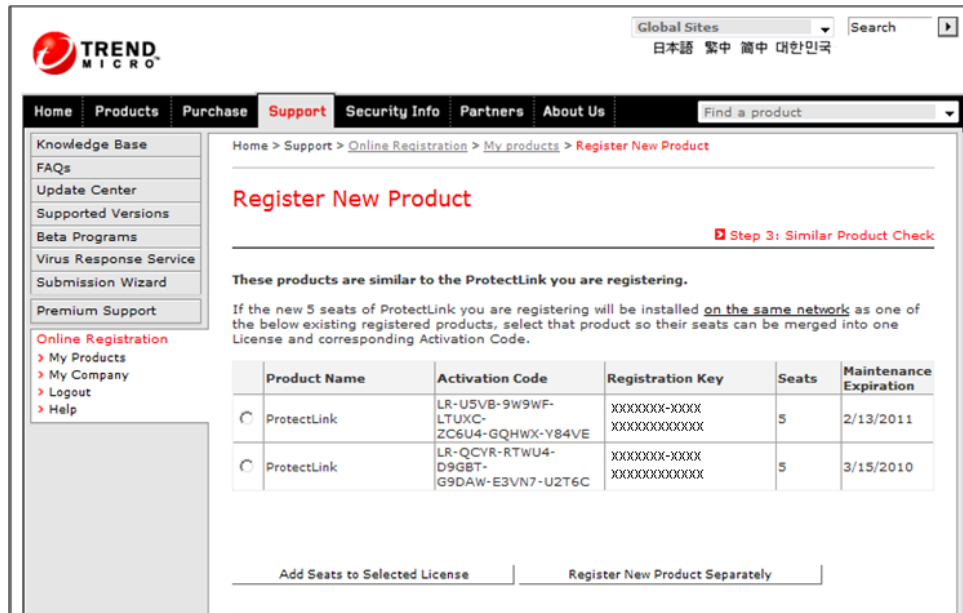 Global Sites
Search
日本語 繁中 簡中 대한민국
TREND
MICRO™
Home Products Purchase Support Security Info Partners About Us
Find a product
Knowledge Base
FAQs
Update Center
Supported Versions
Beta Programs
Virus Response Service
Submission Wizard
Premium Support
Online Registration
> My Products
> My Company
> Logout
> Help
Home > Support > Online Registration > My products > Register New Product
Register New Product
Step 3: Similar Product Check
These products are similar to the ProtectLink you are registering.
If the new 5 seats of ProtectLink you are registering will be installed on the same network as one of
the below existing registered products, select that product so their seats can be merged into one
License and corresponding Activation Code.
Product Name Activation Code Registration Key Seats Maintenance
Expiration
LR-U5VB-9W9WF-
LTUXC-
ZC6U4-GQHWX-Y84VE
ProtectLink
XXXXXXX-XXXX
XXXXXXXXXXXX
5 2/13/2011
LR-QCYR-RTWU4-
D9GBT-
G9DAW-E3VN7-U2T6C
ProtectLink
XXXXXXX-XXXX
XXXXXXXXXXXX
5 3/15/2010
Add Seats to Selected License Register New Product Separately